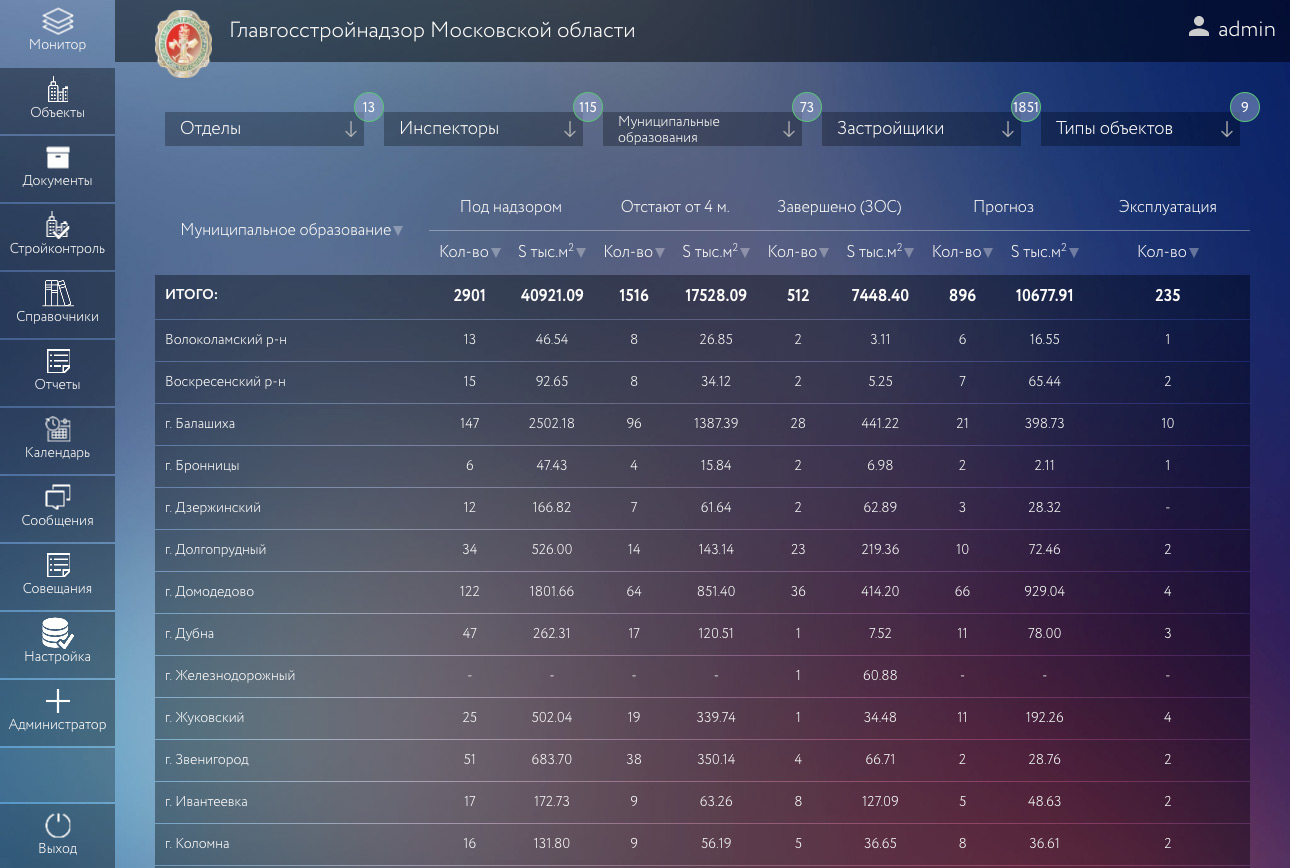 Монитор
Объекты
Документы
Стройконтроль
Справочники
Отчеты
Календарь
Сообщения
Совещания
Настройка
Администратор
Выход
Главгосстройнадзор Московской области
admin
Отделы 13
Инспекторы 115
Муниципальные
образования 73
Застройщики 1851
Типы объектов 9
Муниципальное образование▼
Под надзором Отстают от 4 м. Завершено (ЗОС) Прогноз Эксплуатация
Кол-во▼ S тыс.м²▼ Кол-во▼ S тыс.м²▼ Кол-во▼ S тыс.м²▼ Кол-во▼ S тыс.м²▼ Кол-во▼
ИТОГО: 2901 40921.09 1516 17528.09 512 7448.40 896 10677.91 235
Волоколамский р-н 13 46.54 8 26.85 2 3.11 6 16.55 1
Воскресенский р-н 15 92.65 8 34.12 2 5.25 7 65.44 2
г. Балашиха 147 2502.18 96 1387.39 28 441.22 21 398.73 10
г. Бронницы 6 47.43 4 15.84 2 6.98 2 2.11 1
г. Дзержинский 12 166.82 7 61.64 2 62.89 3 28.32 -
г. Долгопрудный 34 526.00 14 143.14 23 219.36 10 72.46 2
г. Домодедово 122 1801.66 64 851.40 36 414.20 66 929.04 4
г. Дубна 47 262.31 17 120.51 1 7.52 11 78.00 3
г. Железнодорожный - - - - 1 60.88 - - -
г. Жуковский 25 502.04 19 339.74 1 34.48 11 192.26 4
г. Звенигород 51 683.70 38 350.14 4 66.71 2 28.76 2
г. Ивантеевка 17 172.73 9 63.26 8 127.09 5 48.63 2
г. Коломна 16 131.80 9 56.19 5 36.65 8 36.61 2